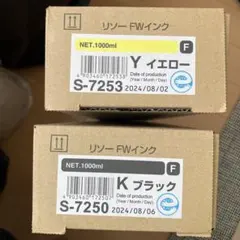 リソー FWインク
NET.1000ml
F
Y イエロー
4903460172538
Date of production
(Year / Month / Day)
S-7253 2024/08/02
リソー FWインク
NET.1000ml
F
K ブラック
Date of production
(Year / Month / Day)
S-7250 2024/08/06